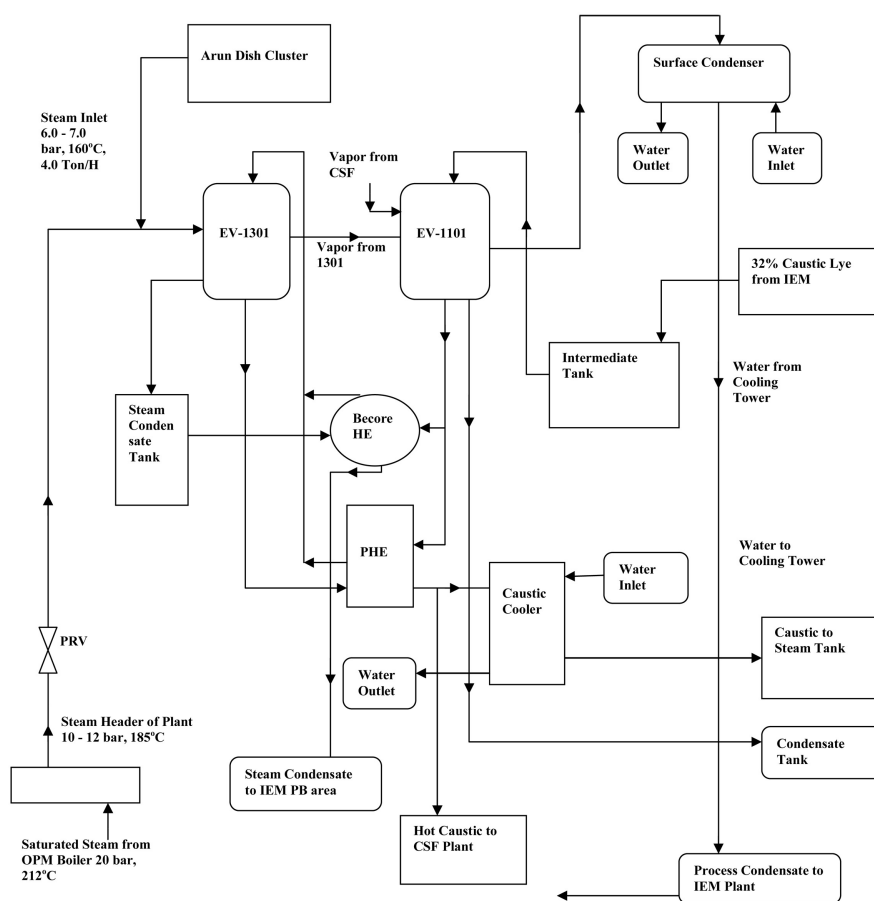 Arun Dish Cluster
Surface Condenser
Steam Inlet
6.0 - 7.0
bar, 160°C,
4.0 Ton/H
Water
Outlet
Water
Inlet
Vapor from
CSF
EV-1301
Vapor from
1301
EV-1101
32% Caustic Lye
from IEM
Intermediate
Tank
Water from
Cooling
Tower
Steam
Conden
sate
Tank
Becore
HE
PHE
Water to
Cooling Tower
Caustic
Cooler
Water
Inlet
Caustic to
Steam Tank
PRV
Water
Outlet
Steam Header of Plant
10 - 12 bar, 185°C
Steam Condensate
to IEM PB area
Condensate
Tank
Hot Caustic to
CSF Plant
Saturated Steam from
OPM Boiler 20 bar,
212°C
Process Condensate to
IEM Plant